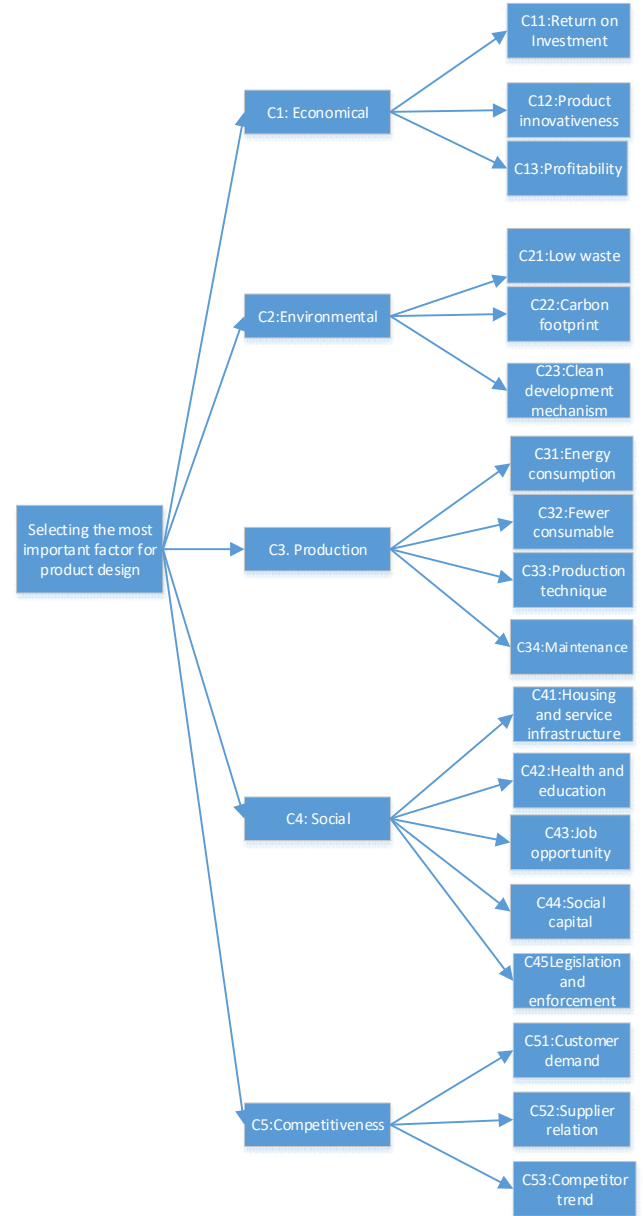 C11:Return on
Investment
C1: Economical
C12:Product
innovativeness
C13:Profitability
C21:Low waste
C2:Environmental
C22:Carbon
footprint
C23:Clean
development
mechanism
C31:Energy
consumption
Selecting the most
important factor for
product design
C3. Production
C32:Fewer
consumable
C33:Production
technique
C34:Maintenance
C41:Housing
and service
infrastructure
C42:Health and
education
C4: Social
C43:Job
opportunity
C44:Social
capital
C45Legislation
and
enforcement
C51:Customer
demand
C5:Competitiveness
C52:Supplier
relation
C53:Competitor
trend